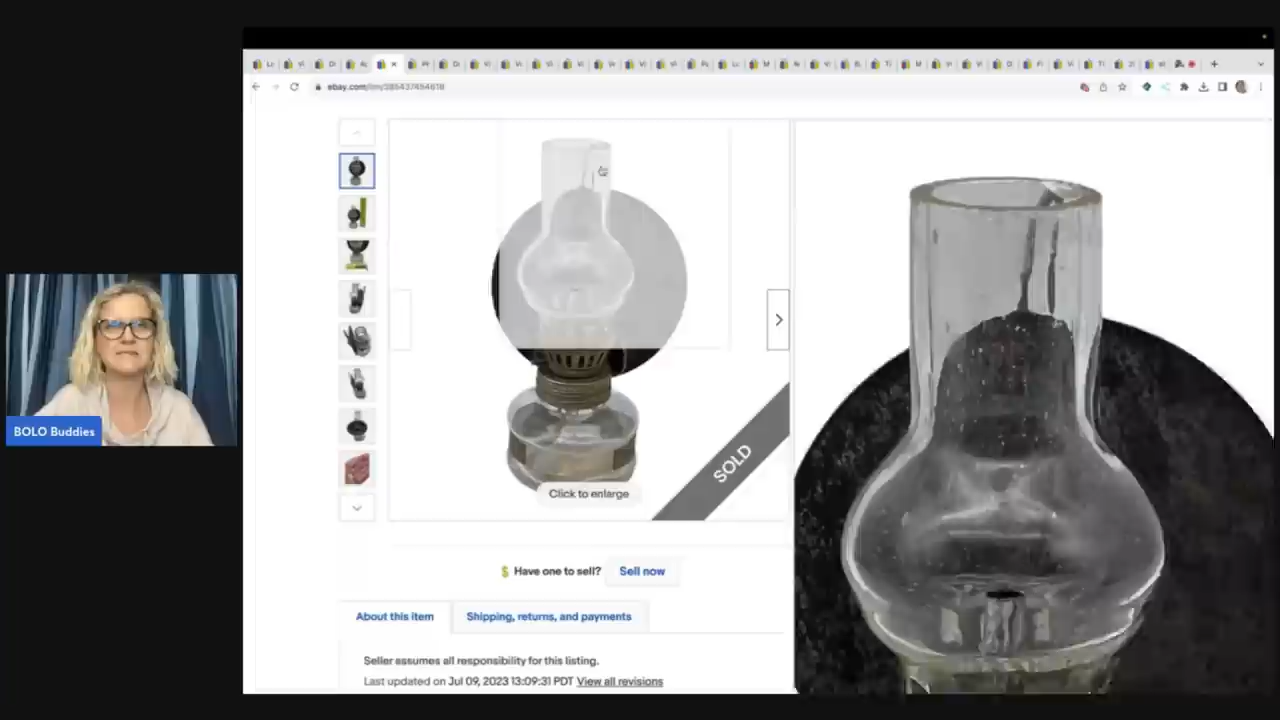 ebay.com/itm/385437454618
SOLD
Click to enlarge
BOLO Buddies
Have one to sell?
Sell now
About this item
Shipping, returns, and payments
Seller assumes all responsibility for this listing.
Last updated on Jul 09, 2023 13:09:31 PDT View all revisions